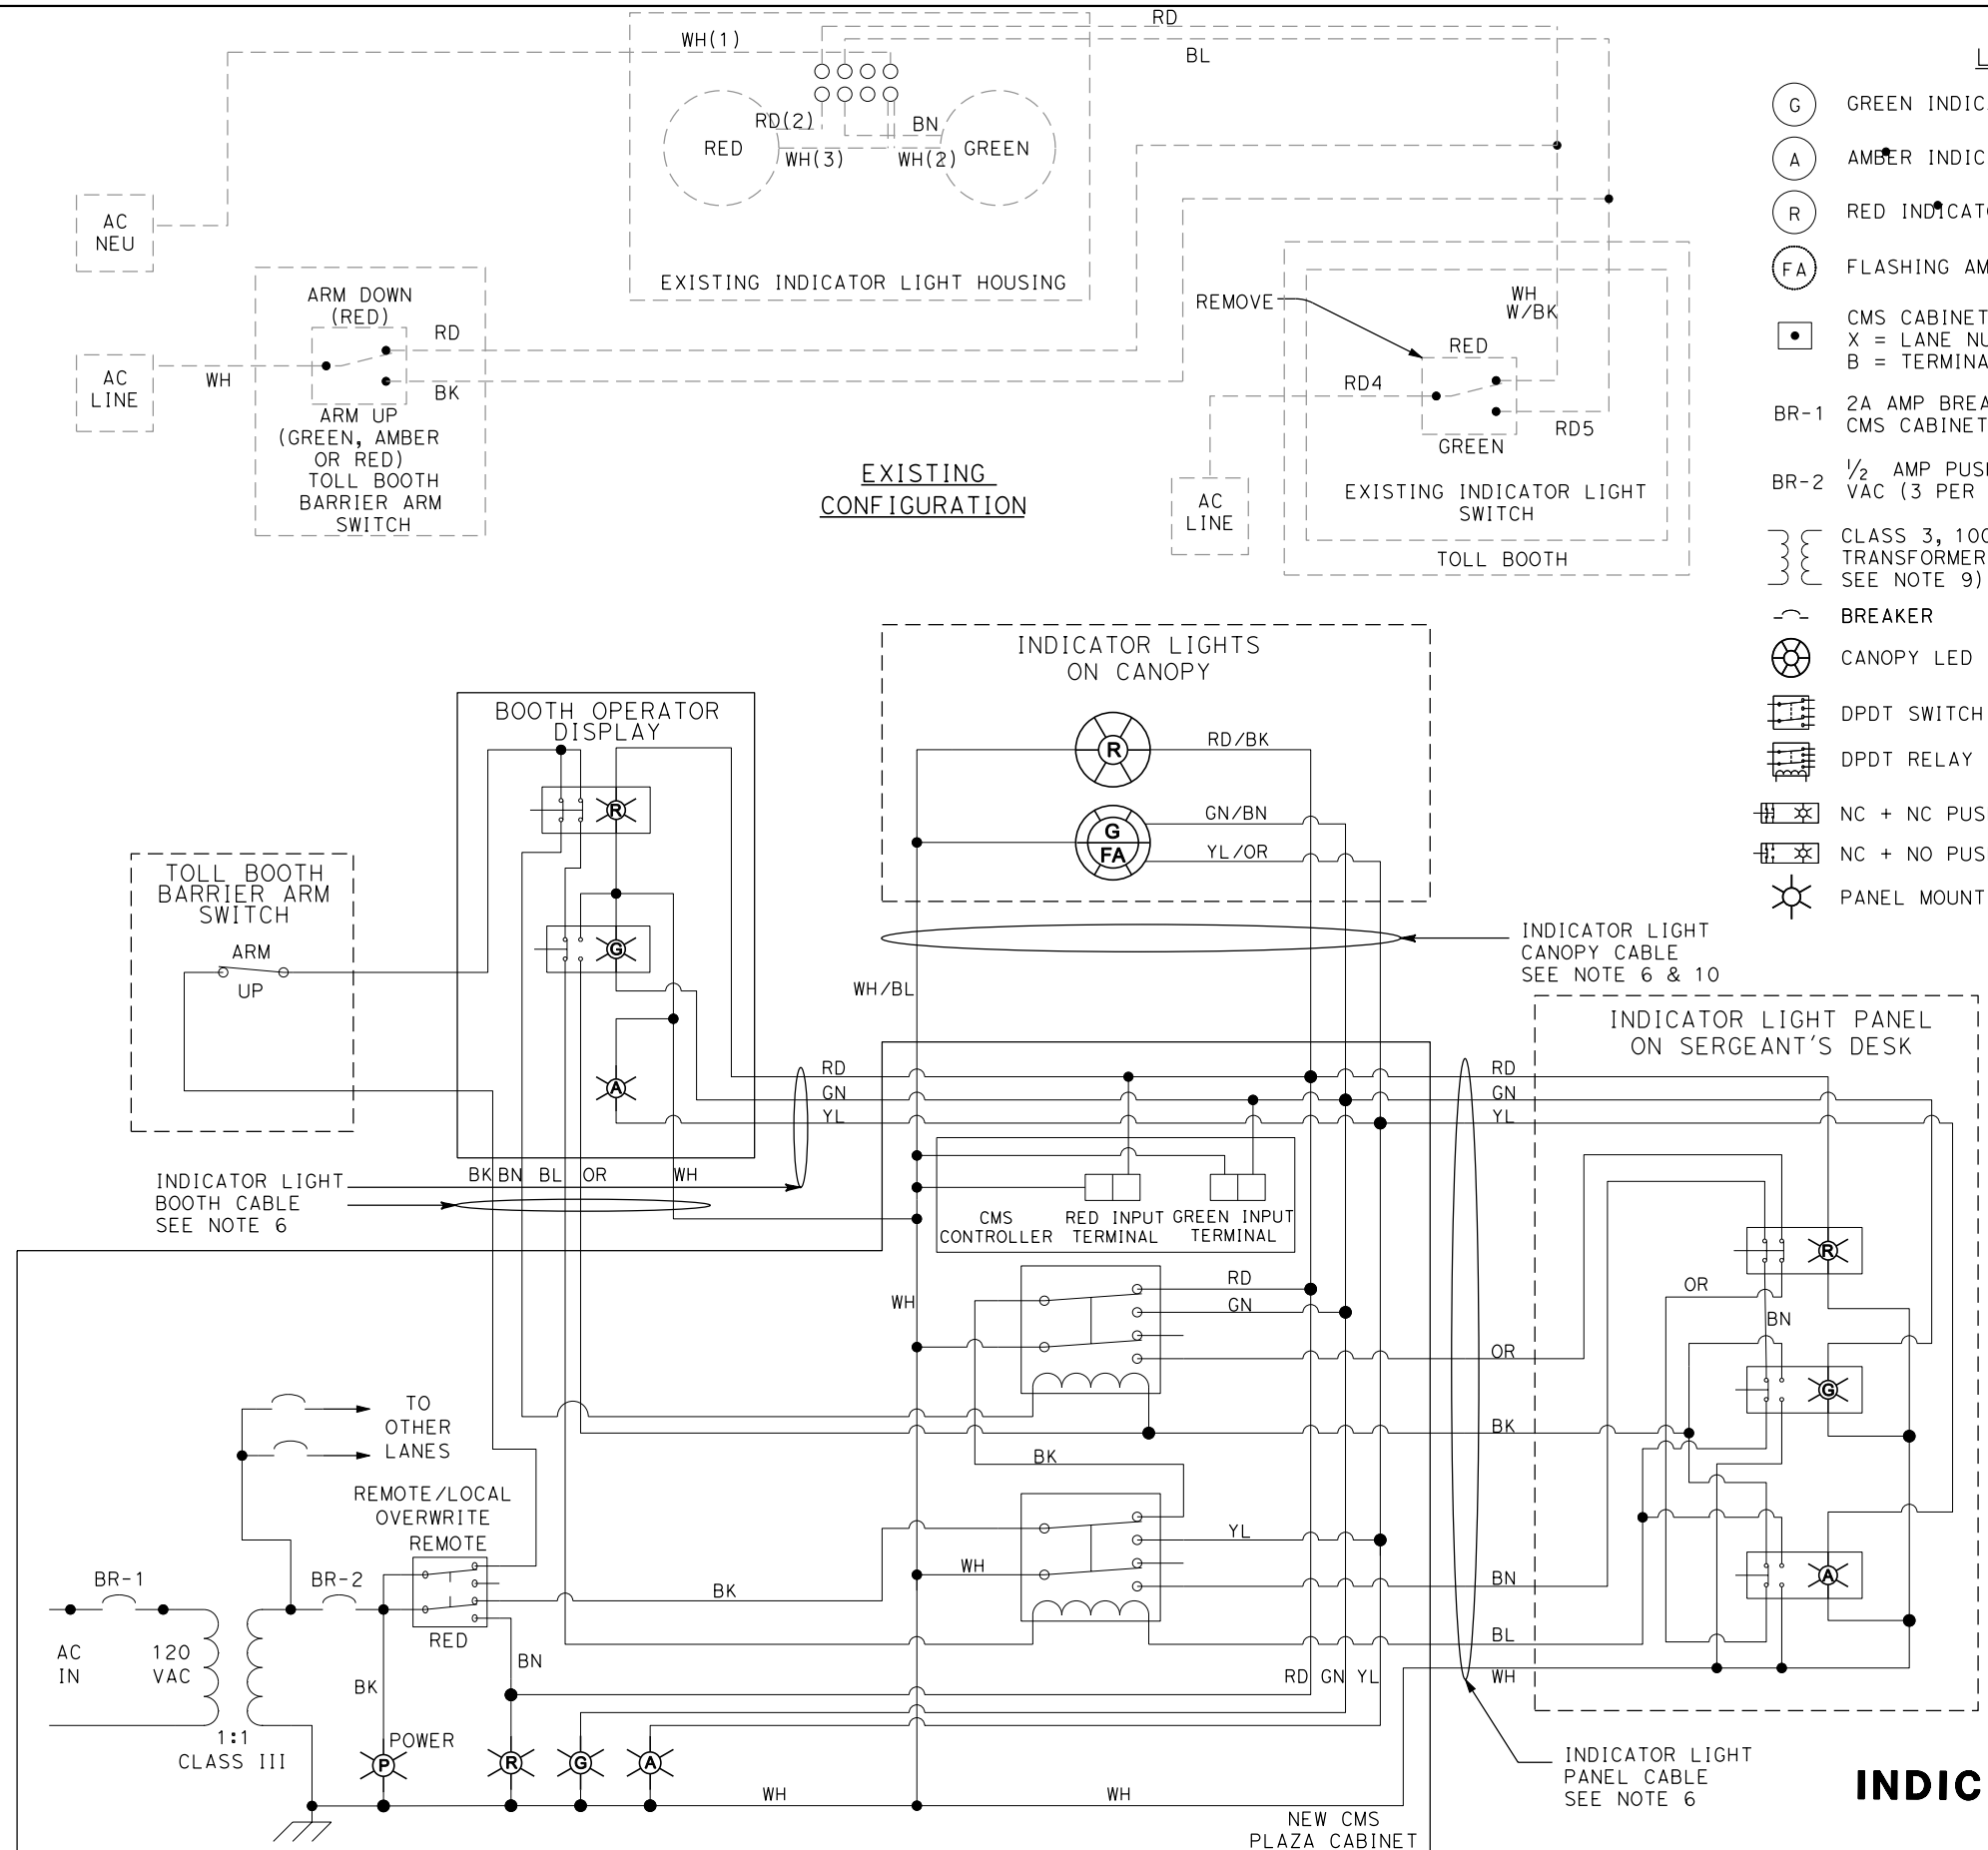 RD
WH(1)
BL
RD(2)
BN
RED
WH(3)
WH(2)
GREEN
EXISTING INDICATOR LIGHT HOUSING
AC
NEU
ARM DOWN
(RED)
RD
AC
LINE
WH
BK
ARM UP
(GREEN, AMBER
OR RED)
TOLL BOOTH
BARRIER ARM
SWITCH
EXISTING
CONFIGURATION
REMOVE
WH
W/BK
RED
RD4
RD5
GREEN
AC
LINE
EXISTING INDICATOR LIGHT
SWITCH
TOLL BOOTH
L
G
GREEN INDIC
A
AMBER INDIC
R
RED INDICAT
FA
FLASHING AM
CMS CABINET
X = LANE NU
B = TERMINA
BR-1
2A AMP BREA
CMS CABINET
BR-2
1/2 AMP PUS
VAC (3 PER
CLASS 3, 100
TRANSFORMER
SEE NOTE 9)
BREAKER
CANOPY LED
DPDT SWITCH
DPDT RELAY
NC + NC PUS
NC + NO PUS
PANEL MOUNT
INDICATOR LIGHTS
ON CANOPY
R
RD/BK
G
FA
GN/BN
YL/OR
BOOTH OPERATOR
DISPLAY
R
G
A
TOLL BOOTH
BARRIER ARM
SWITCH
ARM
UP
INDICATOR LIGHT
CANOPY CABLE
SEE NOTE 6 & 10
WH/BL
RD
GN
YL
BK BN BL OR WH
INDICATOR LIGHT
BOOTH CABLE
SEE NOTE 6
CMS
CONTROLLER
RED INPUT
TERMINAL
GREEN INPUT
TERMINAL
INDICATOR LIGHT PANEL
ON SERGEANT'S DESK
RD
GN
YL
R
OR
BN
G
A
WH
RD
GN
OR
BK
BK
YL
WH
BN
BL
WH
TO
OTHER
LANES
REMOTE/LOCAL
OVERWRITE
REMOTE
BR-1
BR-2
BK
RED
AC
IN
120
VAC
BN
BK
RD GN YL
1:1
CLASS III
POWER
P
R
G
A
WH
WH
NEW CMS
PLAZA CABINET
INDICATOR LIGHT
PANEL CABLE
SEE NOTE 6
INDIC